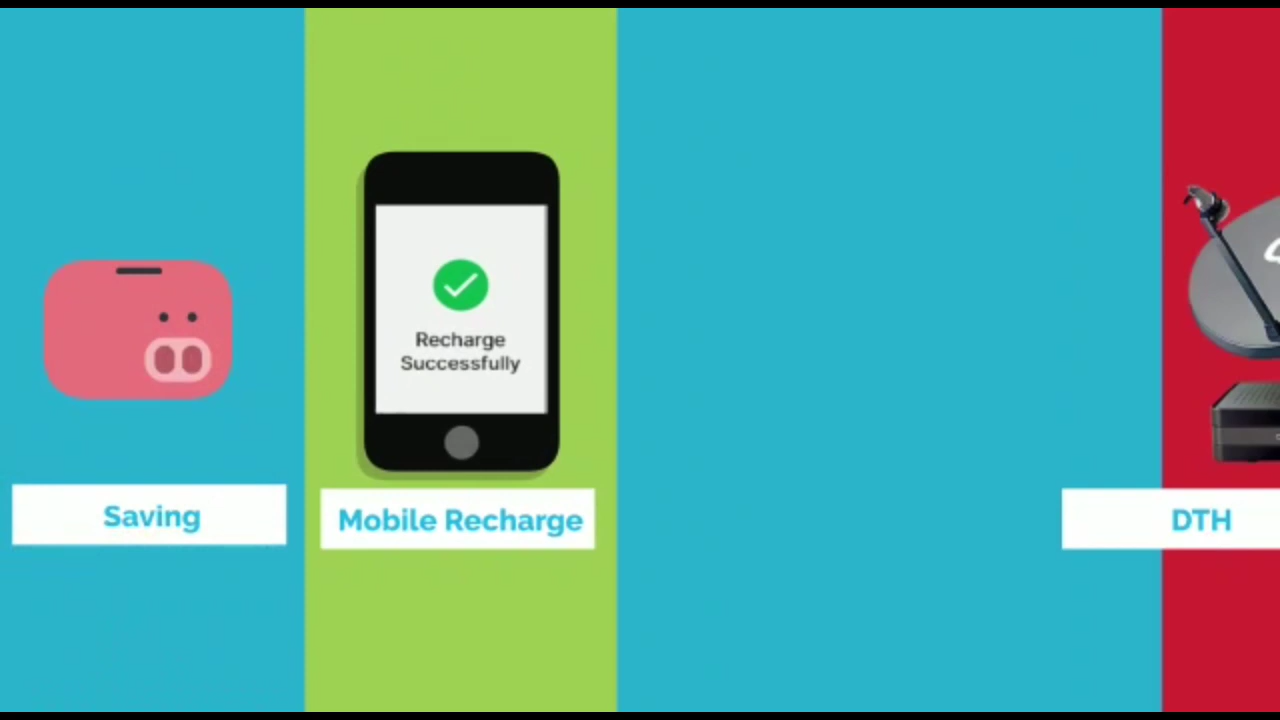 Recharge
Successfully
Saving
Mobile Recharge
DTH